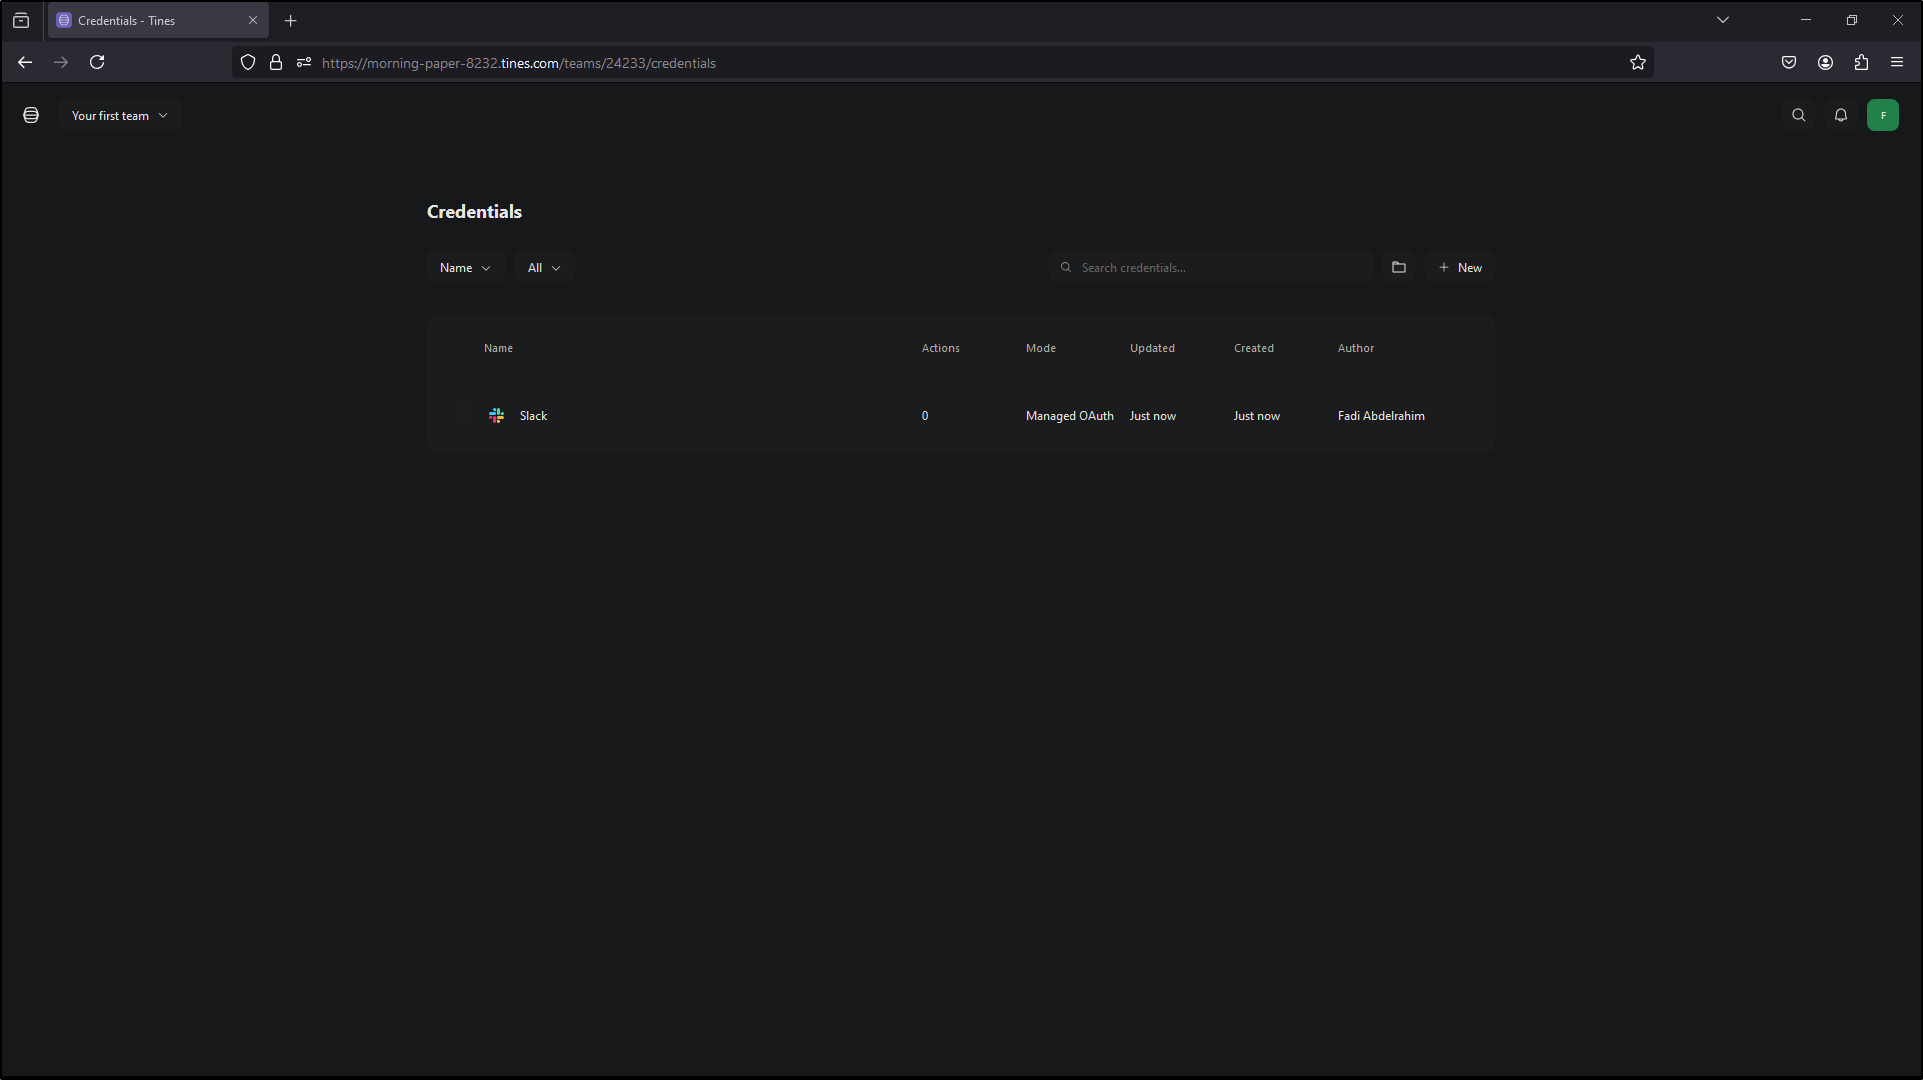 Credentials - Tines
https://morning-paper-8232.tines.com/teams/24233/credentials
Your first team
F
Credentials
Name All Search credentials... New
Name Actions Mode Updated Created Author
Slack 0 Managed OAuth Just now Just now Fadi Abdelrahim